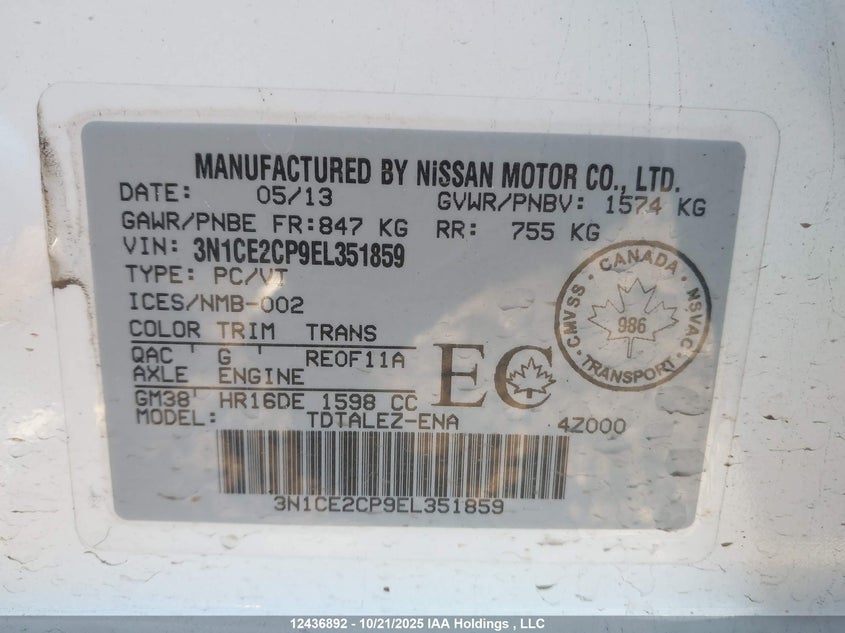 MANUFACTURED BY NiSSAN MOTOR CO., LTD.
DATE: 05/13 GVWR/PNBV: 1574 KG
GAWR/PNBE FR:847 KG RR: 755 KG
VIN: 3N1CE2CP9EL351859
TYPE: PC/VT
ICES/NMB-002
COLOR TRIM TRANS
QAC ' G ' RE0F11A
AXLE ENGINE
GM38' HR16DE 1598 CC
MODEL: TDTALEZ-ENA 4Z000
EC
CANADA
CMVSS · NSVAC
986
TRANSPORT
3N1CE2CP9EL351859
12436892 - 10/21/2025 IAA Holdings , LLC